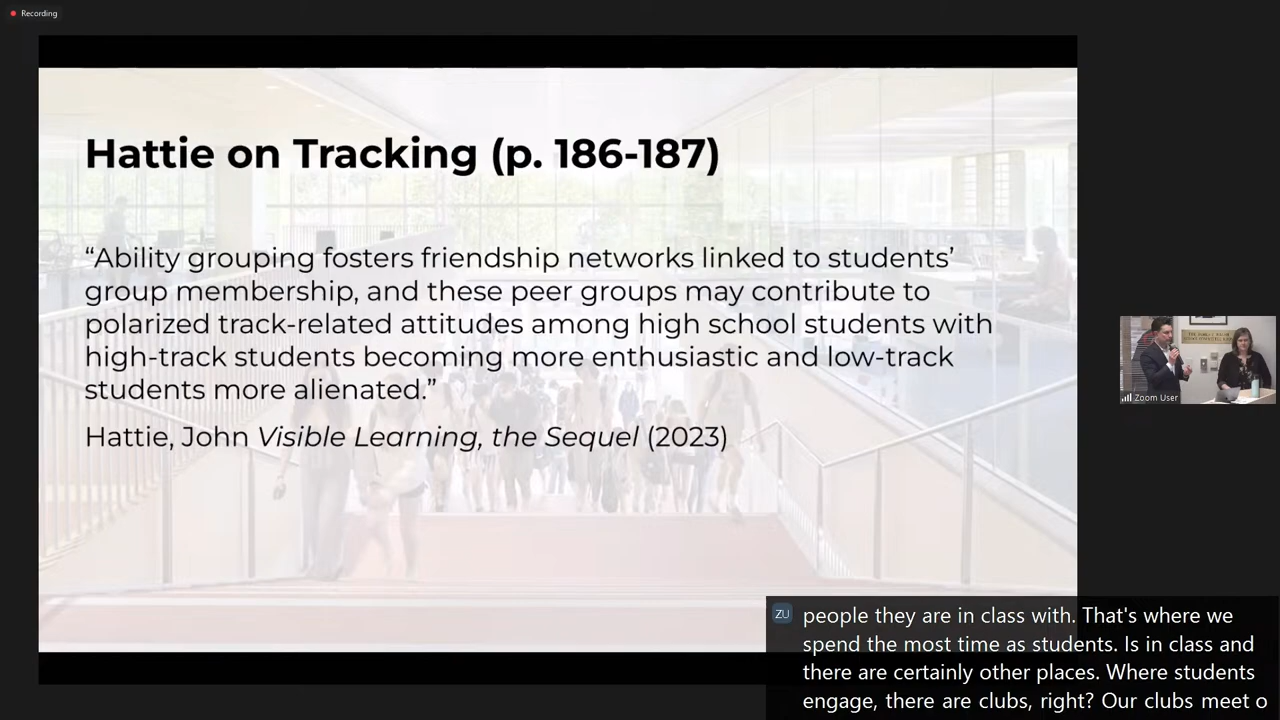 Recording
Hattie on Tracking (p. 186-187)
“Ability grouping fosters friendship networks linked to students’
group membership, and these peer groups may contribute to
polarized track-related attitudes among high school students with
high-track students becoming more enthusiastic and low-track
students more alienated.”
Hattie, John Visible Learning, the Sequel (2023)
Zoom User
ZU
people they are in class with. That's where we
spend the most time as students. Is in class and
there are certainly other places. Where students
engage, there are clubs, right? Our clubs meet o